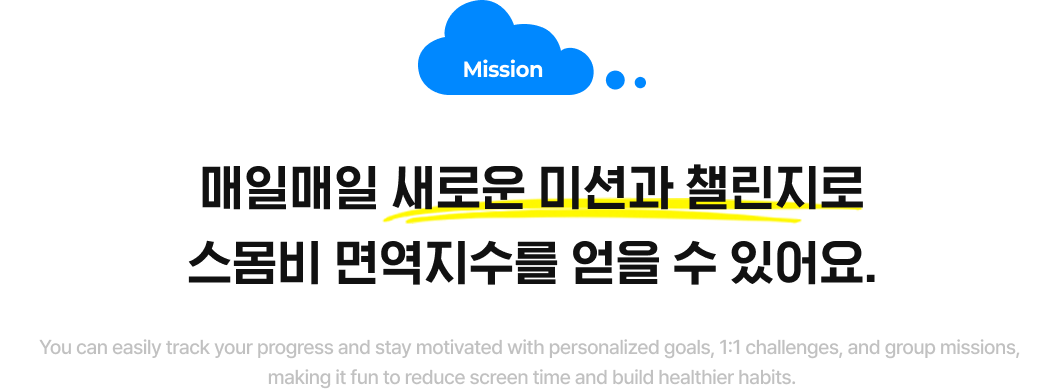 Mission
매일매일 새로운 미션과 챌린지로
스몸비 면역지수를 얻을 수 있어요.
You can easily track your progress and stay motivated with personalized goals, 1:1 challenges, and group missions,
making it fun to reduce screen time and build healthier habits.